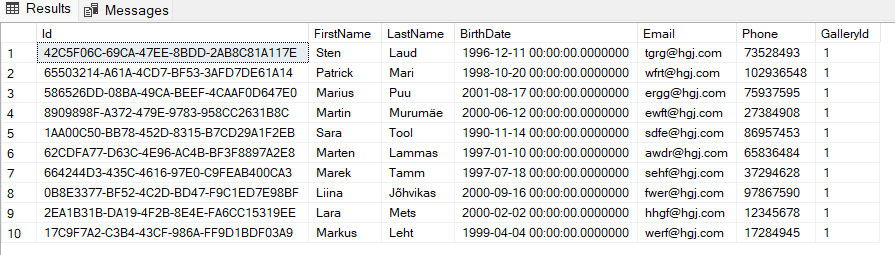 Results Messages
Id FirstName LastName BirthDate Email Phone GalleryId
1 42C5F06C-69CA-47EE-8BDD-2AB8C81A117E Sten Laud 1996-12-11 00:00:00.0000000 tgrg@hgj.com 73528493 1
2 65503214-A61A-4CD7-BF53-3AFD7DE61A14 Patrick Mari 1998-10-20 00:00:00.0000000 wfrt@hgj.com 102936548 1
3 586526DD-08BA-49CA-BEEF-4CAAF0D647E0 Marius Puu 2001-08-17 00:00:00.0000000 ergg@hgj.com 75937595 1
4 8909898F-A372-479E-9783-958CC2631B8C Martin Murumäe 2000-06-12 00:00:00.0000000 ewft@hgj.com 27384908 1
5 1AA00C50-BB78-452D-8315-B7CD29A1F2EB Sara Tool 1990-11-14 00:00:00.0000000 sdfe@hgj.com 86957453 1
6 62CDFA77-D63C-4E96-AC4B-BF3F8897A2E8 Marten Lammas 1997-01-10 00:00:00.0000000 awdr@hgj.com 65836484 1
7 664244D3-435C-4616-97E0-C9FEAB400CA3 Marek Tamm 1997-07-18 00:00:00.0000000 sehf@hgj.com 37294628 1
8 0B8E3377-BF52-4C2D-BD47-F9C1ED7E98BF Liina Jõhvikas 2000-09-16 00:00:00.0000000 fwer@hgj.com 97867590 1
9 2EA1B31B-DA19-4F2B-8E4E-FA6CC15319EE Lara Mets 2000-02-02 00:00:00.0000000 hhgf@hgj.com 12345678 1
10 17C9F7A2-C3B4-43CF-986A-FF9D1BDF03A9 Markus Leht 1999-04-04 00:00:00.0000000 werf@hgj.com 17284945 1